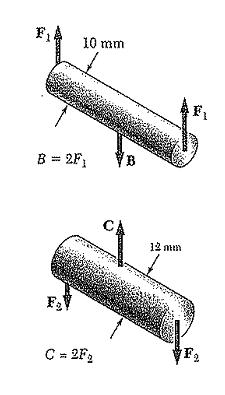 F₁
10 mm
F₁
B = 2F₁
B
C
12 mm
F₂
C = 2F₂
F₂